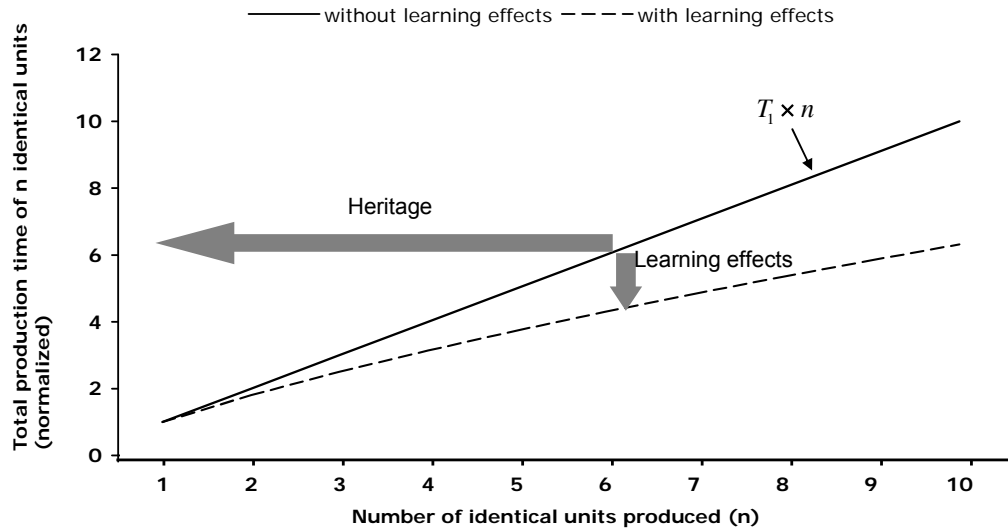 without learning effects with learning effects
Total production time of n identical units
(normalized)
12
10
8
6
4
2
0
T₁ × n
Heritage
Learning effects
1 2 3 4 5 6 7 8 9 10
Number of identical units produced (n)